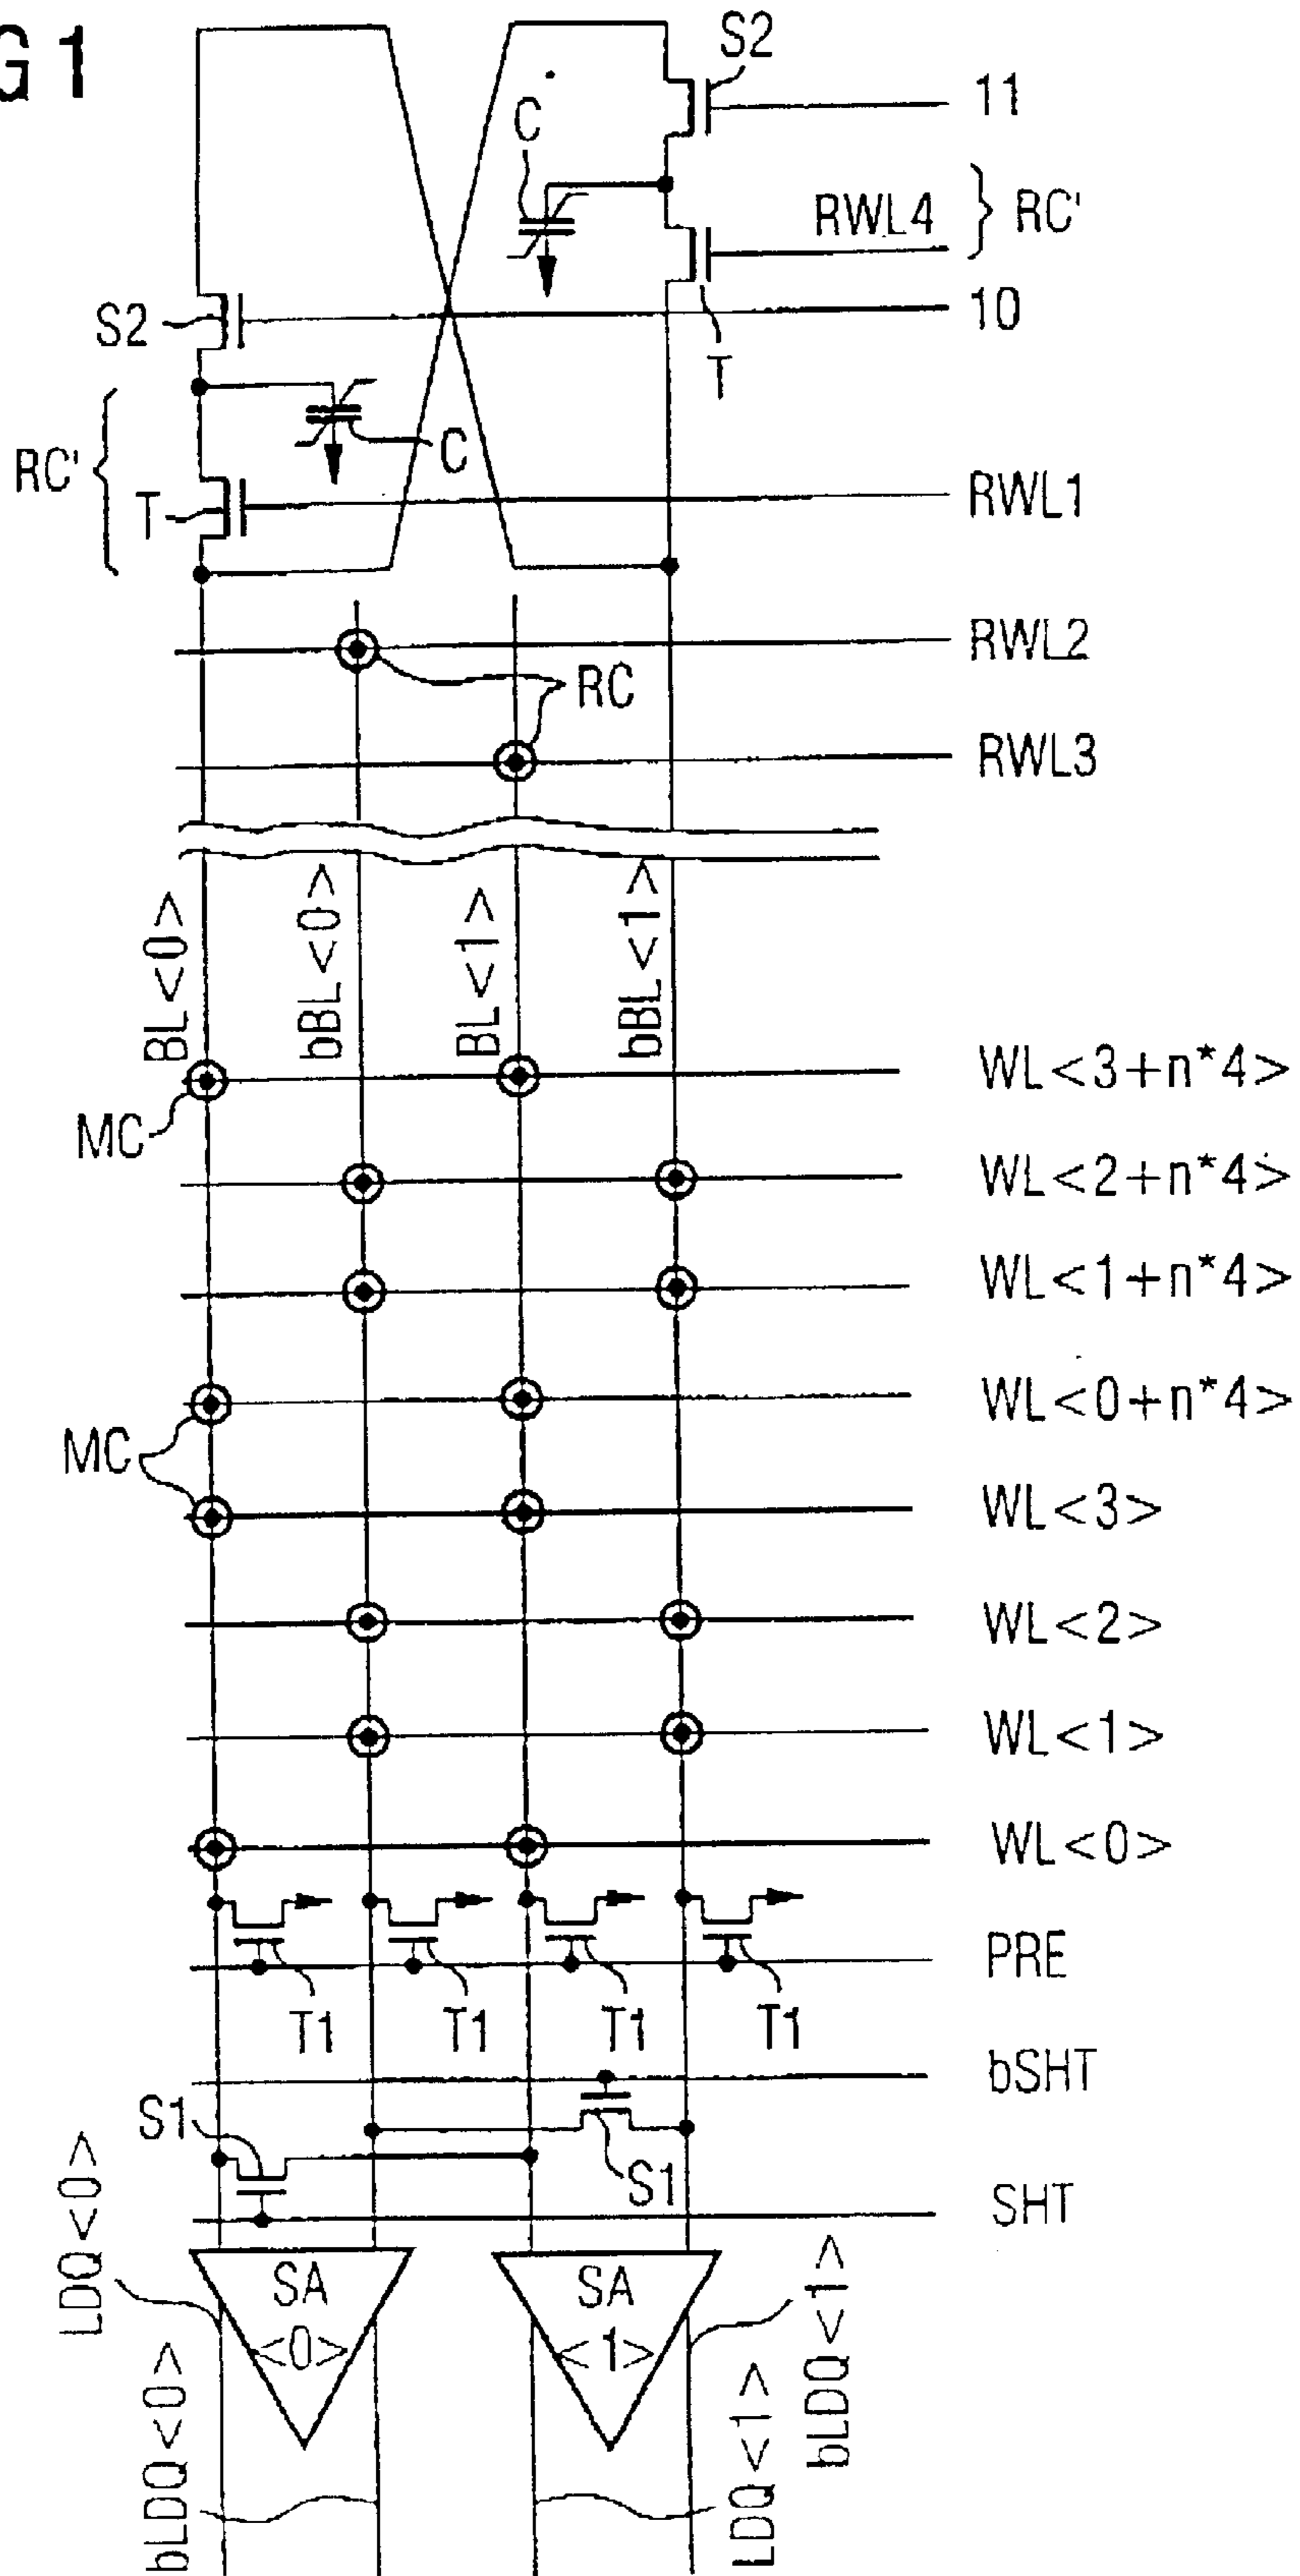 G 1
S2
11
C
RWL4 } RC'
10
S2
T
RC' {
C
T
RWL1
RWL2
RC
RWL3
BL<0>
bBL<0>
BL<1>
bBL<1>
WL<3+n*4>
MC
WL<2+n*4>
WL<1+n*4>
WL<0+n*4>
MC
WL<3>
WL<2>
WL<1>
WL<0>
PRE
T1 T1 T1 T1
bSHT
S1
S1
SHT
LDQ<0>
SA <0>
SA <1>
bLDQ<1>
bLDQ<0>
LDQ<1>